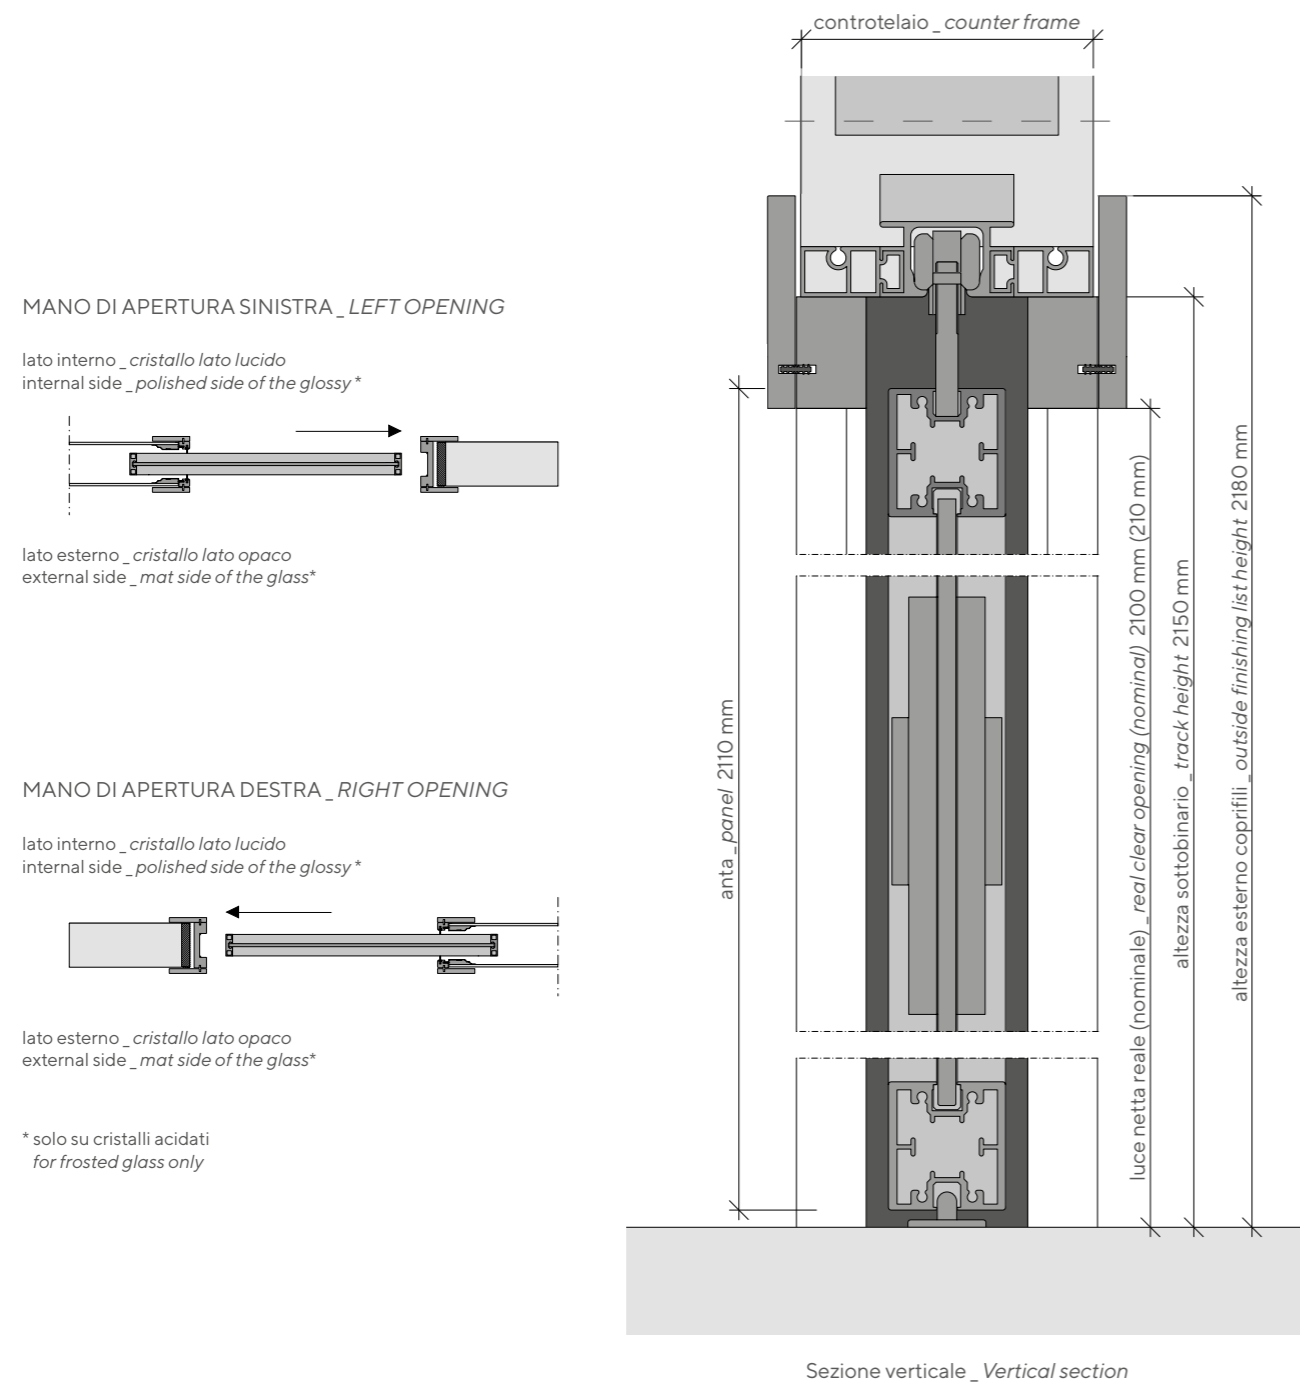 controtelaio _ counter frame
MANO DI APERTURA SINISTRA _ LEFT OPENING
lato interno _ cristallo lato lucido
internal side _ polished side of the glossy *
lato esterno _ cristallo lato opaco
external side _ mat side of the glass*
MANO DI APERTURA DESTRA _ RIGHT OPENING
lato interno _ cristallo lato lucido
internal side _ polished side of the glossy *
lato esterno _ cristallo lato opaco
external side _ mat side of the glass*
* solo su cristalli acidati
for frosted glass only
anta _ panel 2110 mm
luce netta reale (nominale) _ real clear opening (nominal) 2100 mm (210 mm)
altezza sottobinario _ track height 2150 mm
altezza esterno coprifili _ outside finishing list height 2180 mm
Sezione verticale _ Vertical section